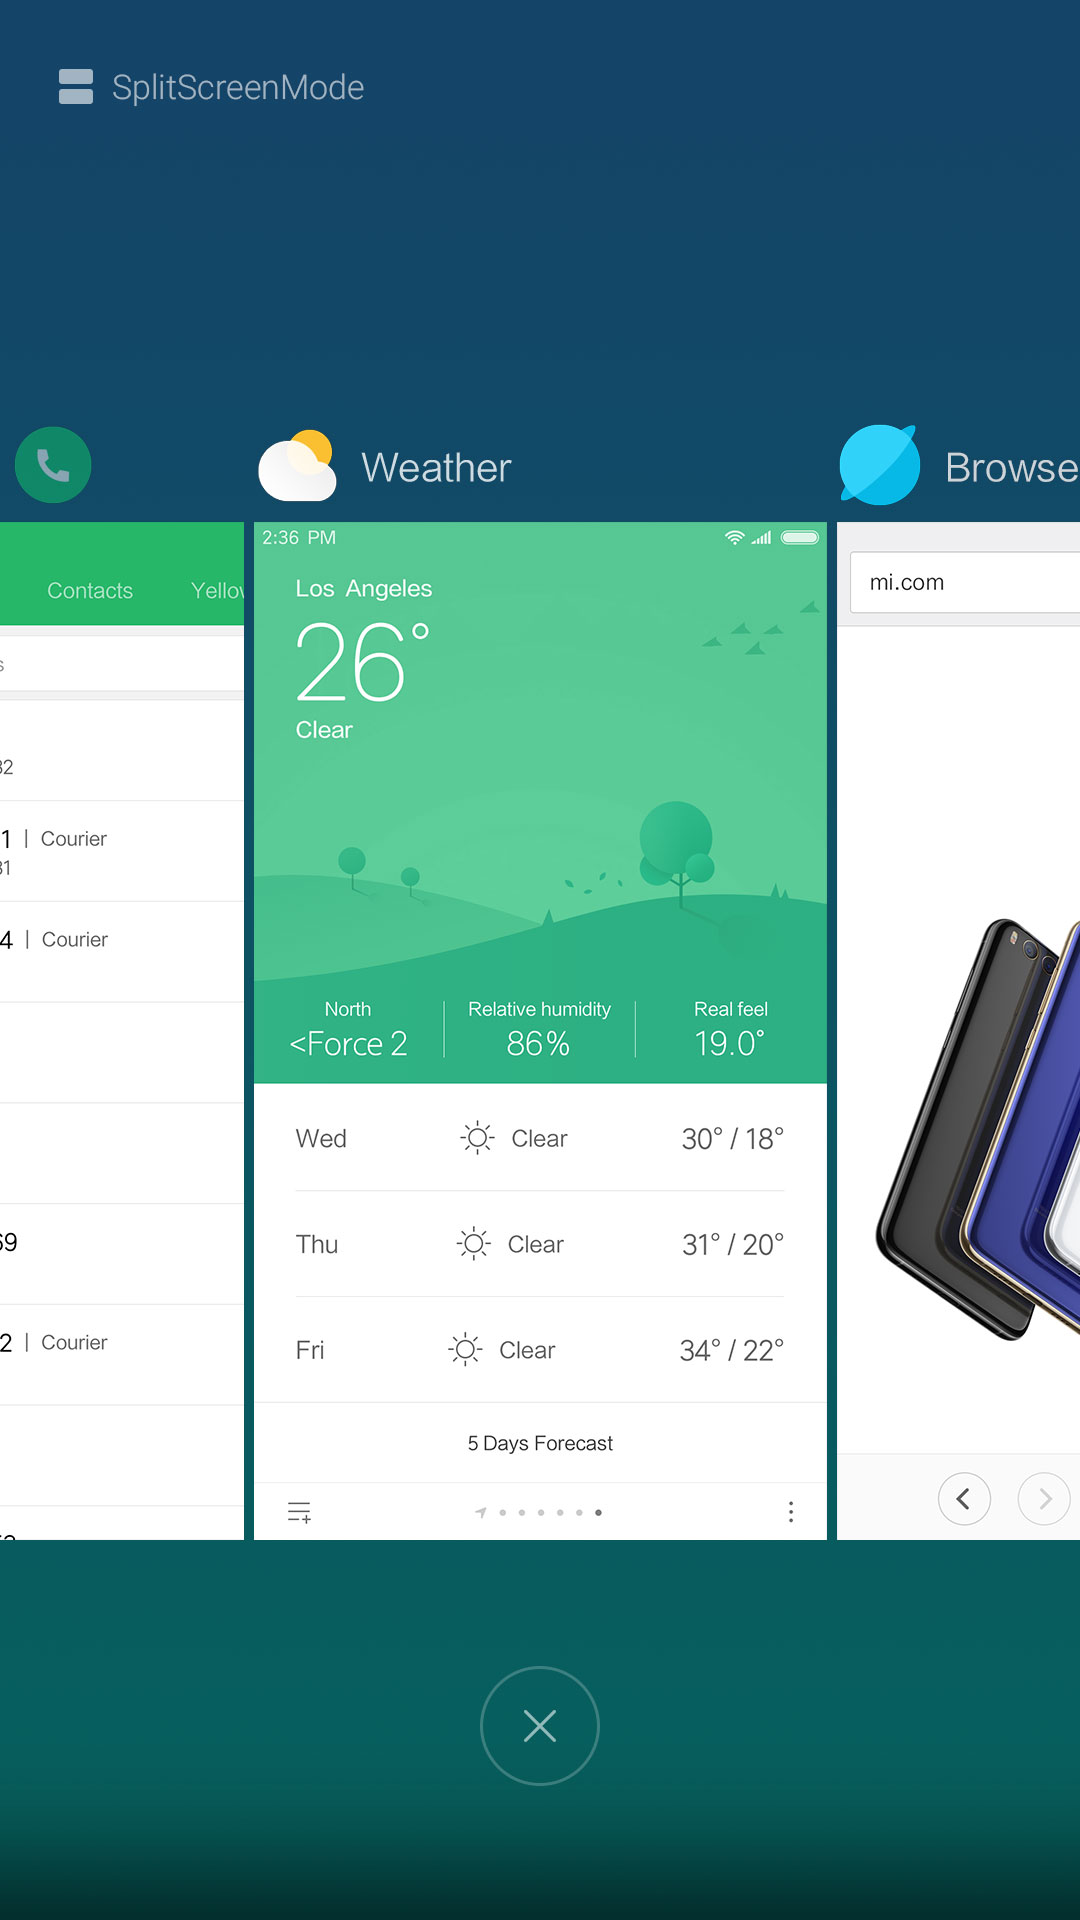 SplitScreenMode
Weather
Browse
Contacts
Yellov
s
32
1 | Courier
31
4 | Courier
69
2 | Courier
2:36 PM
Los Angeles
26°
Clear
North
<Force 2
Relative humidity
86%
Real feel
19.0°
Wed Clear 30° / 18°
Thu Clear 31° / 20°
Fri Clear 34° / 22°
5 Days Forecast
mi.com